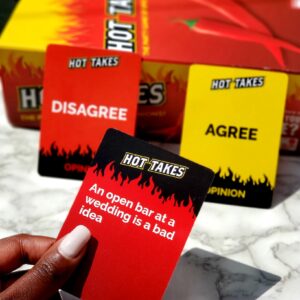 HOT TAKES
HOT TAKES
DISAGREE
HOT TAKES
AGREE
OPINION
HOT TAKES
An open bar at a
wedding is a bad
idea